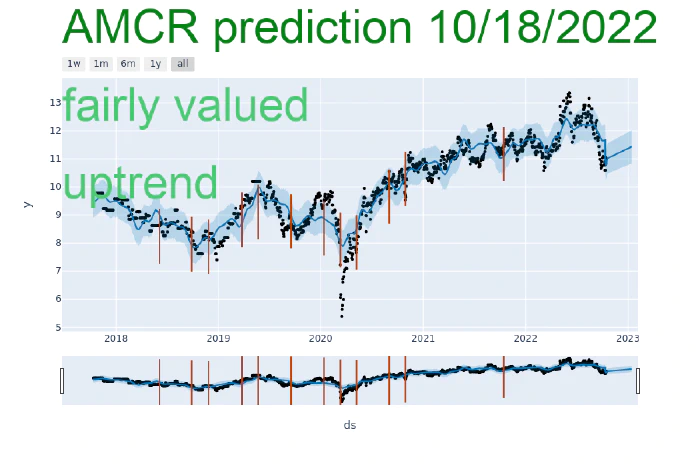 AMCR prediction 10/18/2022
1w 1m 6m 1y all
fairly valued
uptrend
13
12
11
10
9
8
7
6
5
y
2018 2019 2020 2021 2022 2023
ds